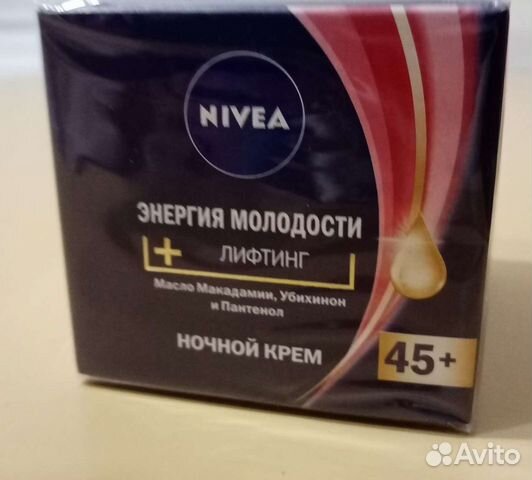 NIVEA
ЭНЕРГИЯ МОЛОДОСТИ
+ ЛИФТИНГ
Масло Макадамии, Убихинон
и Пантенол
НОЧНОЙ КРЕМ
45+
Avito